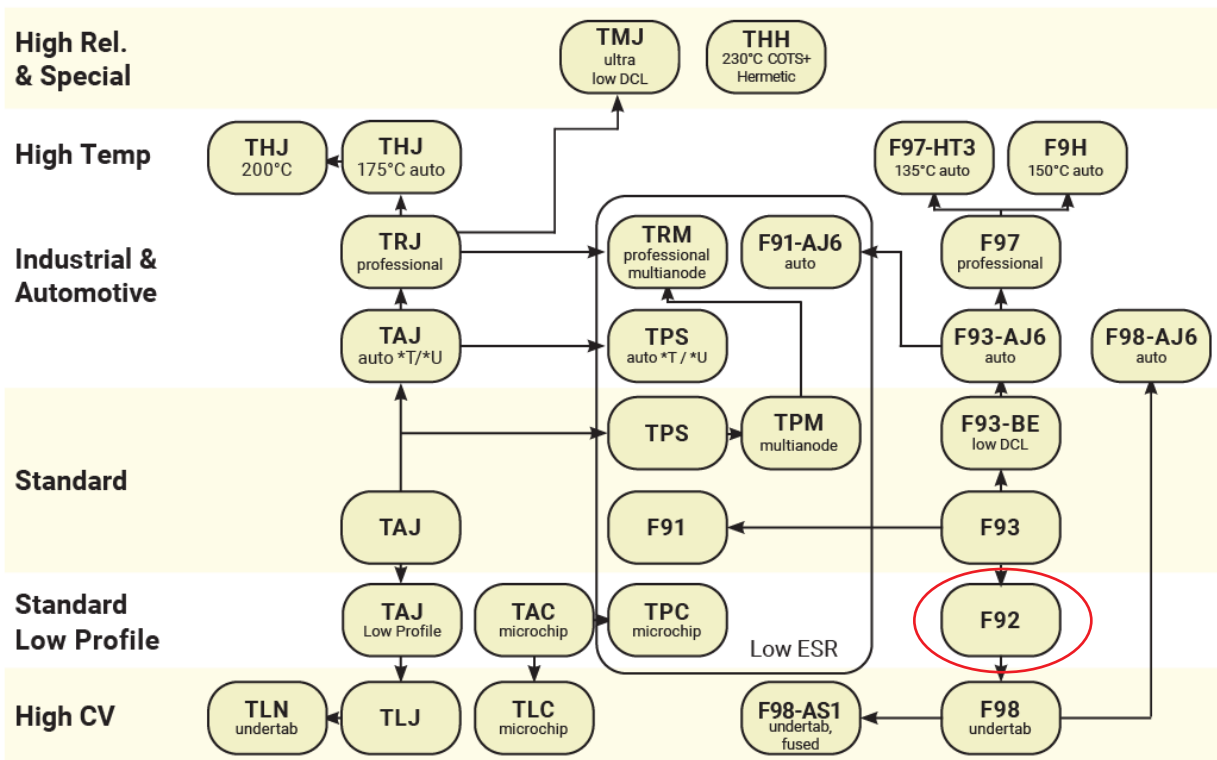 High Rel.
& Special
TMJ
ultra
low DCL
THH
230°C COTS+
Hermetic
High Temp
THJ
200°C
THJ
175°C auto
F97-HT3
135°C auto
F9H
150°C auto
Industrial &
Automotive
TRJ
professional
TRM
professional
multianode
F91-AJ6
auto
F97
professional
TAJ
auto *T/*U
TPS
auto *T / *U
F93-AJ6
auto
F98-AJ6
auto
Standard
TPS
TPM
multianode
F93-BE
low DCL
TAJ
F91
F93
Standard
Low Profile
TAJ
Low Profile
TAC
microchip
TPC
microchip
Low ESR
F92
High CV
TLN
undertab
TLJ
TLC
microchip
F98-AS1
undertab,
fused
F98
undertab